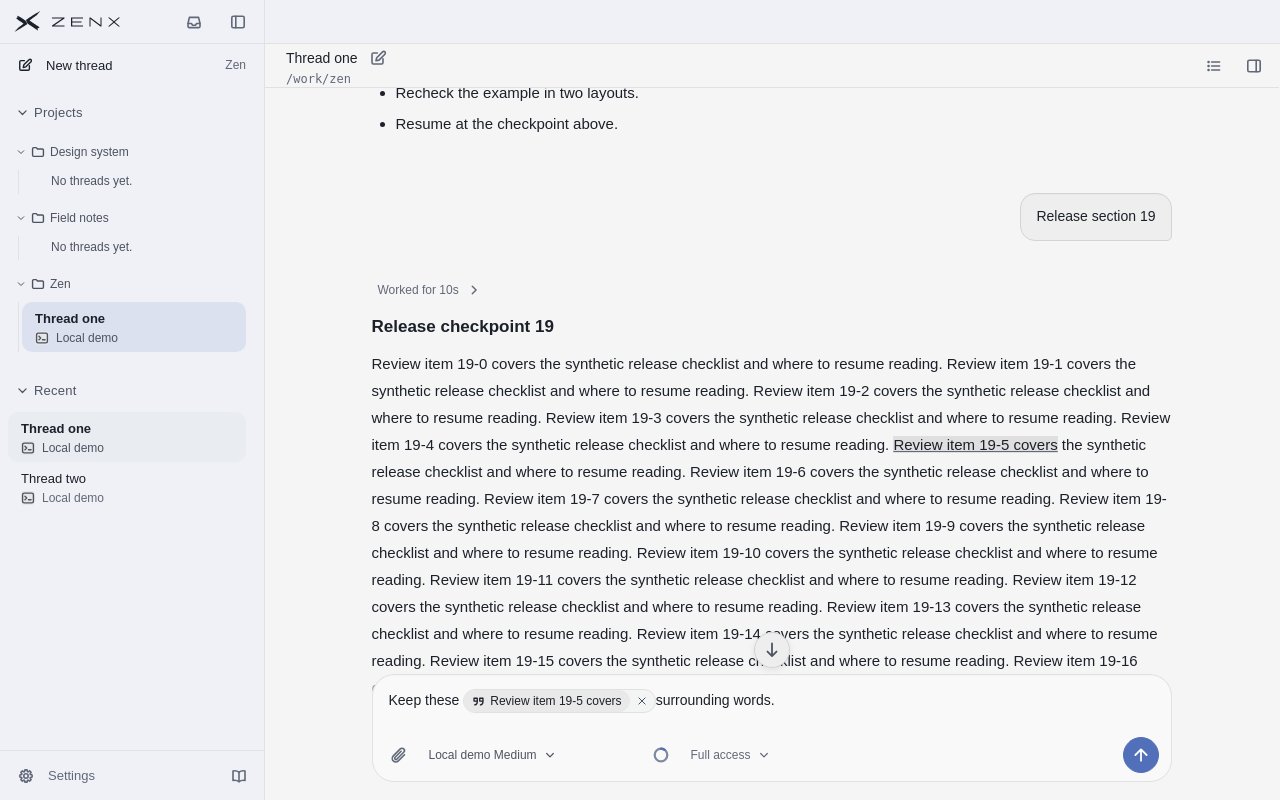 ZENX
New thread
Zen
Projects
Design system
No threads yet.
Field notes
No threads yet.
Zen
Thread one
Local demo
Recent
Thread one
Local demo
Thread two
Local demo
Settings
Thread one
/work/zen
Recheck the example in two layouts.
Resume at the checkpoint above.
Release section 19
Worked for 10s
Release checkpoint 19
Review item 19-0 covers the synthetic release checklist and where to resume reading. Review item 19-1 covers the
synthetic release checklist and where to resume reading. Review item 19-2 covers the synthetic release checklist and
where to resume reading. Review item 19-3 covers the synthetic release checklist and where to resume reading. Review
item 19-4 covers the synthetic release checklist and where to resume reading. Review item 19-5 covers the synthetic
release checklist and where to resume reading. Review item 19-6 covers the synthetic release checklist and where to
resume reading. Review item 19-7 covers the synthetic release checklist and where to resume reading. Review item 19-
8 covers the synthetic release checklist and where to resume reading. Review item 19-9 covers the synthetic release
checklist and where to resume reading. Review item 19-10 covers the synthetic release checklist and where to resume
reading. Review item 19-11 covers the synthetic release checklist and where to resume reading. Review item 19-12
covers the synthetic release checklist and where to resume reading. Review item 19-13 covers the synthetic release
checklist and where to resume reading. Review item 19-14 covers the synthetic release checklist and where to resume
reading. Review item 19-15 covers the synthetic release checklist and where to resume reading. Review item 19-16
Keep these Review item 19-5 covers surrounding words.
Local demo Medium
Full access